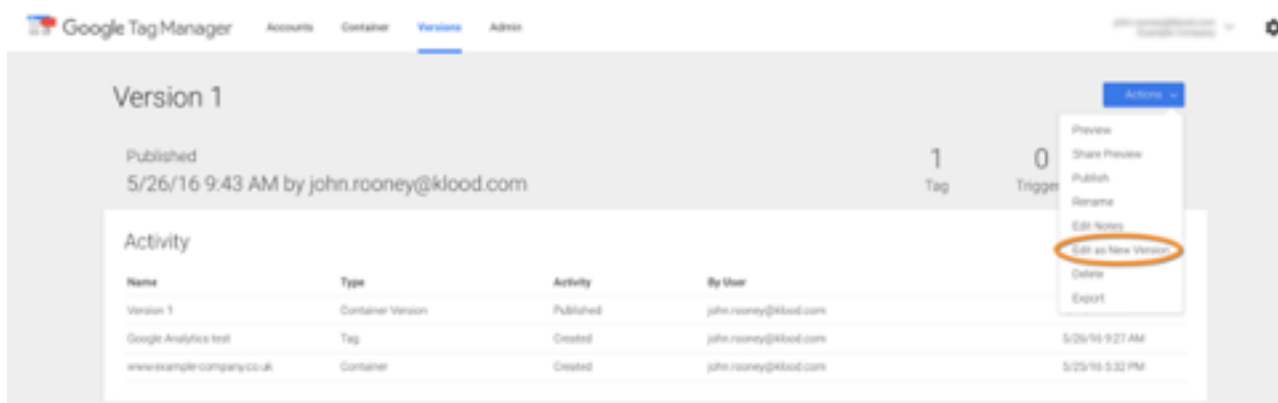 Google Tag Manager Accounts Container Versions Admin
Version 1
Actions
Preview
Share Preview
Publish
Rename
Edit Notes
Edit as New Version
Delete
Export
Published
5/26/16 9:43 AM by john.rooney@klood.com
1 0
Tag Trigger
Activity
Name Type Activity By User
Version 1 Container Version Published john.rooney@klood.com
Google Analytics test Tag Created john.rooney@klood.com 5/26/16 9:27 AM
www.example-company.co.uk Container Created john.rooney@klood.com 5/25/16 5:32 PM